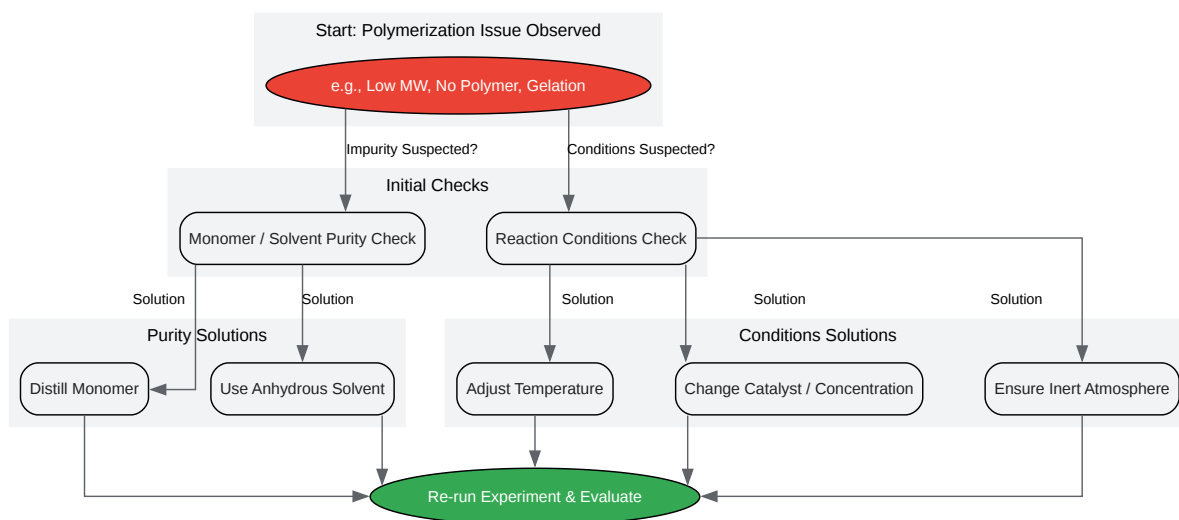 Start: Polymerization Issue Observed
e.g., Low MW, No Polymer, Gelation
Impurity Suspected?
Conditions Suspected?
Initial Checks
Monomer / Solvent Purity Check
Reaction Conditions Check
Solution
Solution
Solution
Solution
Solution
Purity Solutions
Conditions Solutions
Distill Monomer
Use Anhydrous Solvent
Adjust Temperature
Change Catalyst / Concentration
Ensure Inert Atmosphere
Re-run Experiment & Evaluate